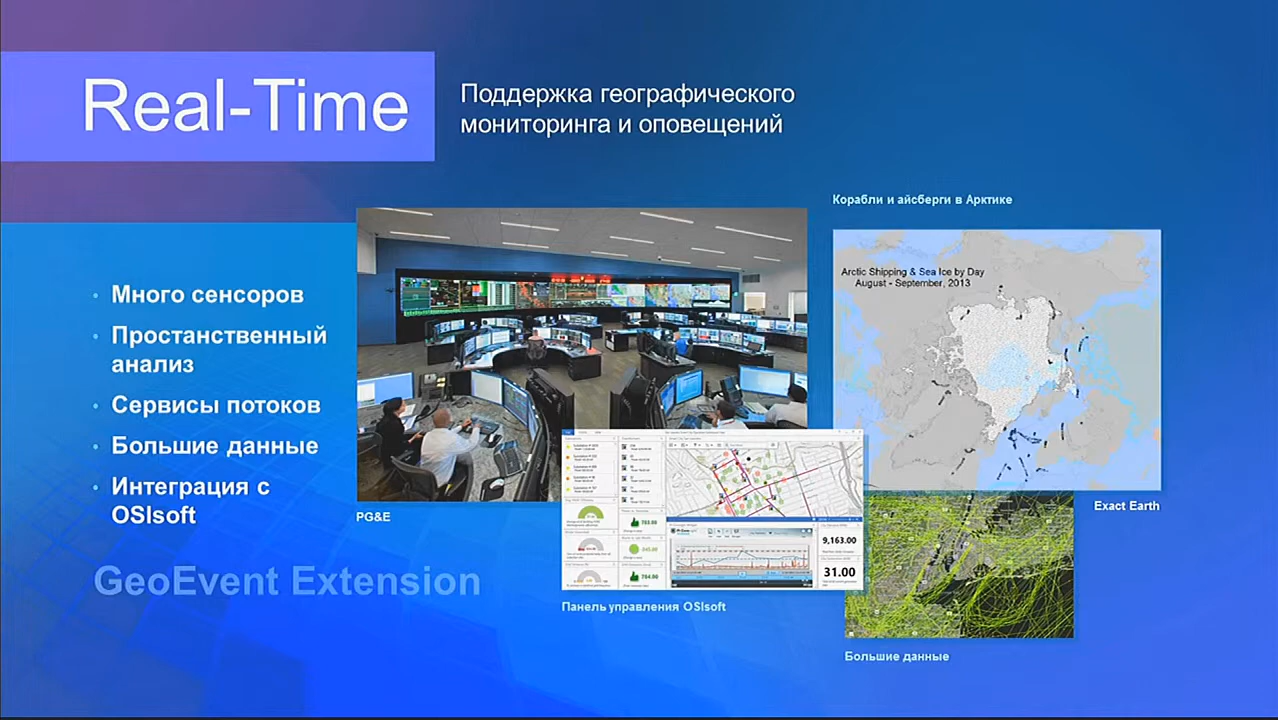 Real-Time
Поддержка географического
мониторинга и оповещений
Много сенсоров
Простанственный
анализ
Сервисы потоков
Большие данные
Интеграция с
OSIsoft
GeoEvent Extension
PG&E
Корабли и айсберги в Арктике
Arctic Shipping & Sea Ice by Day
August - September, 2013
Exact Earth
9,163.00
31.00
Панель управления OSIsoft
Большие данные